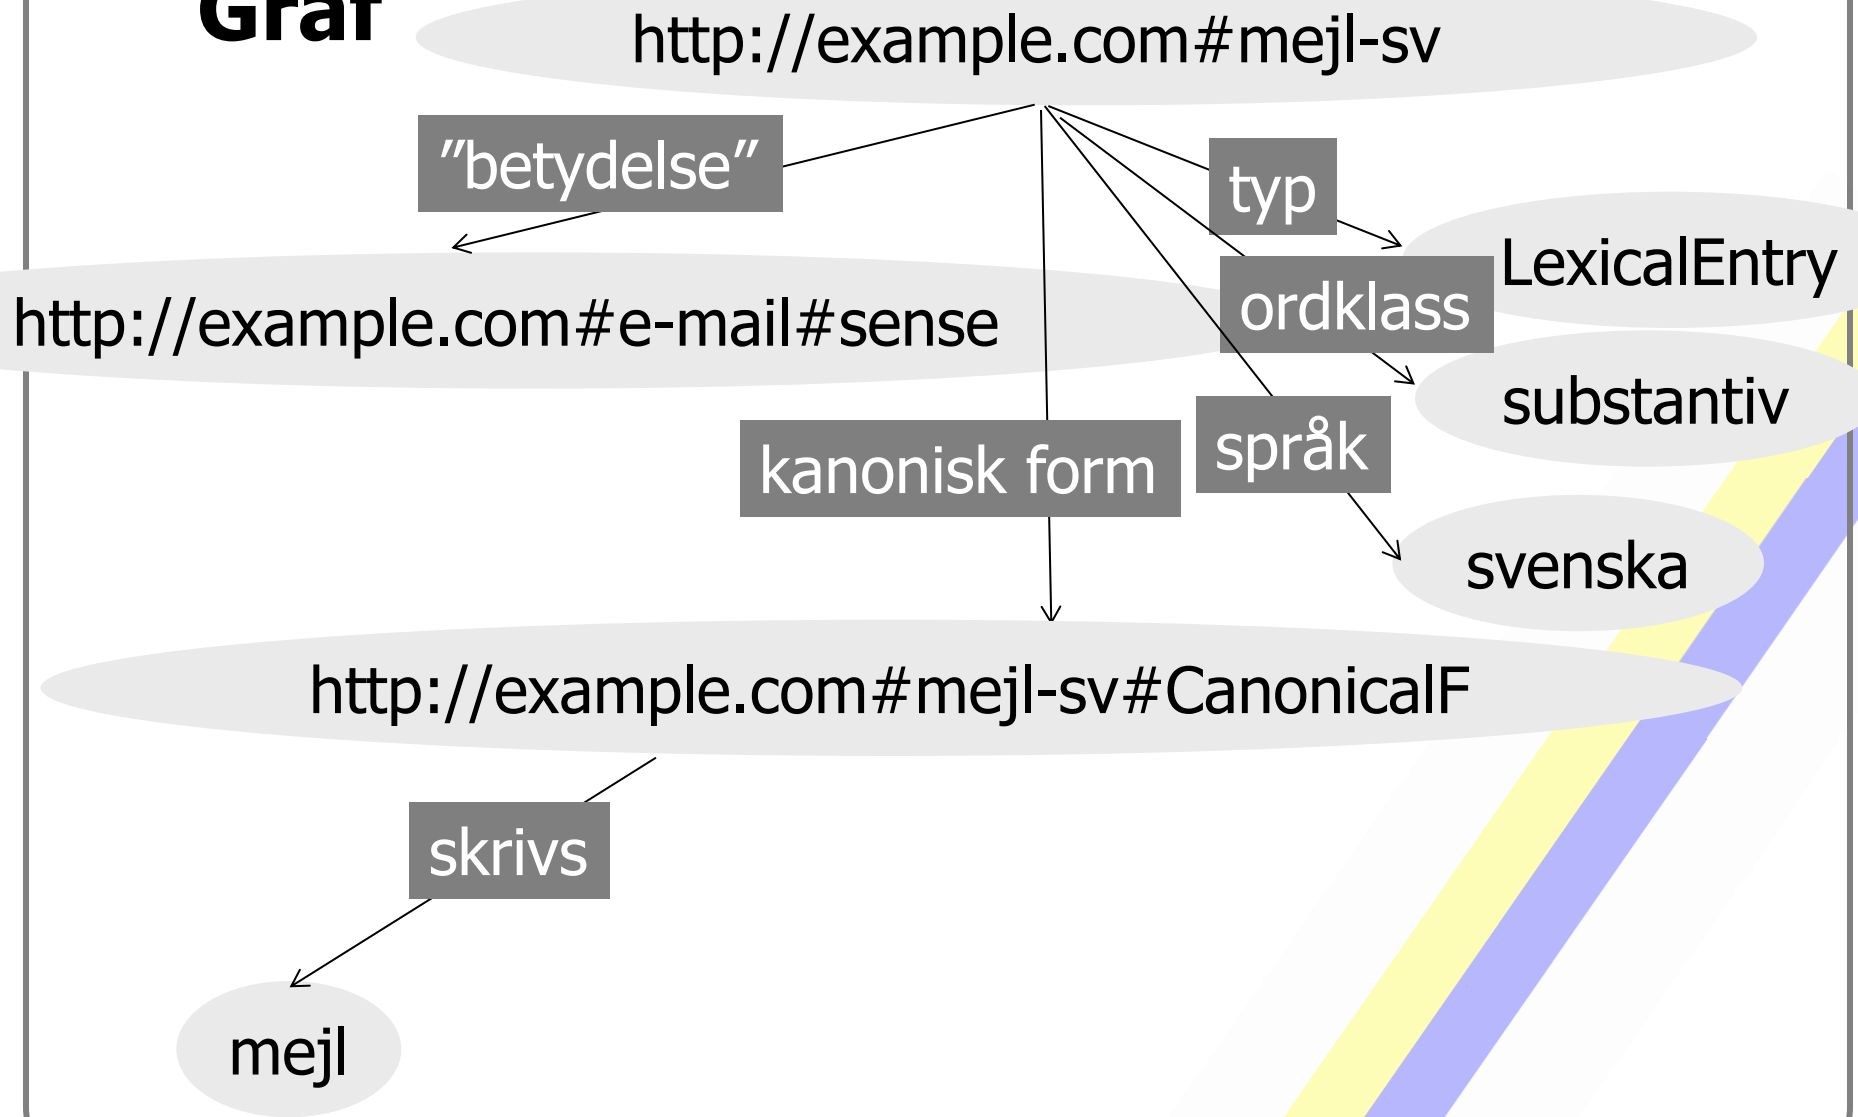 Graf
http://example.com#mejl-sv
”betydelse”
typ
LexicalEntry
http://example.com#e-mail#sense
ordklass
substantiv
kanonisk form
språk
svenska
http://example.com#mejl-sv#CanonicalF
skrivs
mejl